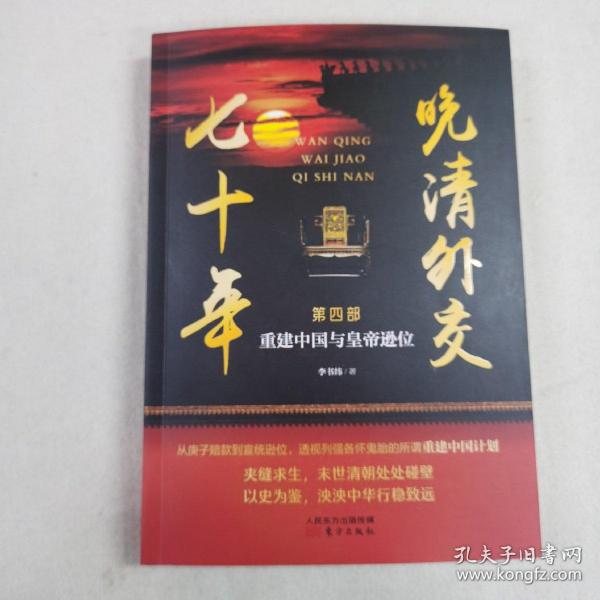 晚清外交
七十年
WAN QING
WAI JIAO
QI SHI NAN
第四部
重建中国与皇帝逊位
李书纬/著
从庚子赔款到宣统逊位，透视列强各怀鬼胎的所谓重建中国计划
夹缝求生，末世清朝处处碰壁
以史为鉴，泱泱中华行稳致远
人民东方出版传媒
东方出版社
孔夫子旧书网
www.kongfz.com